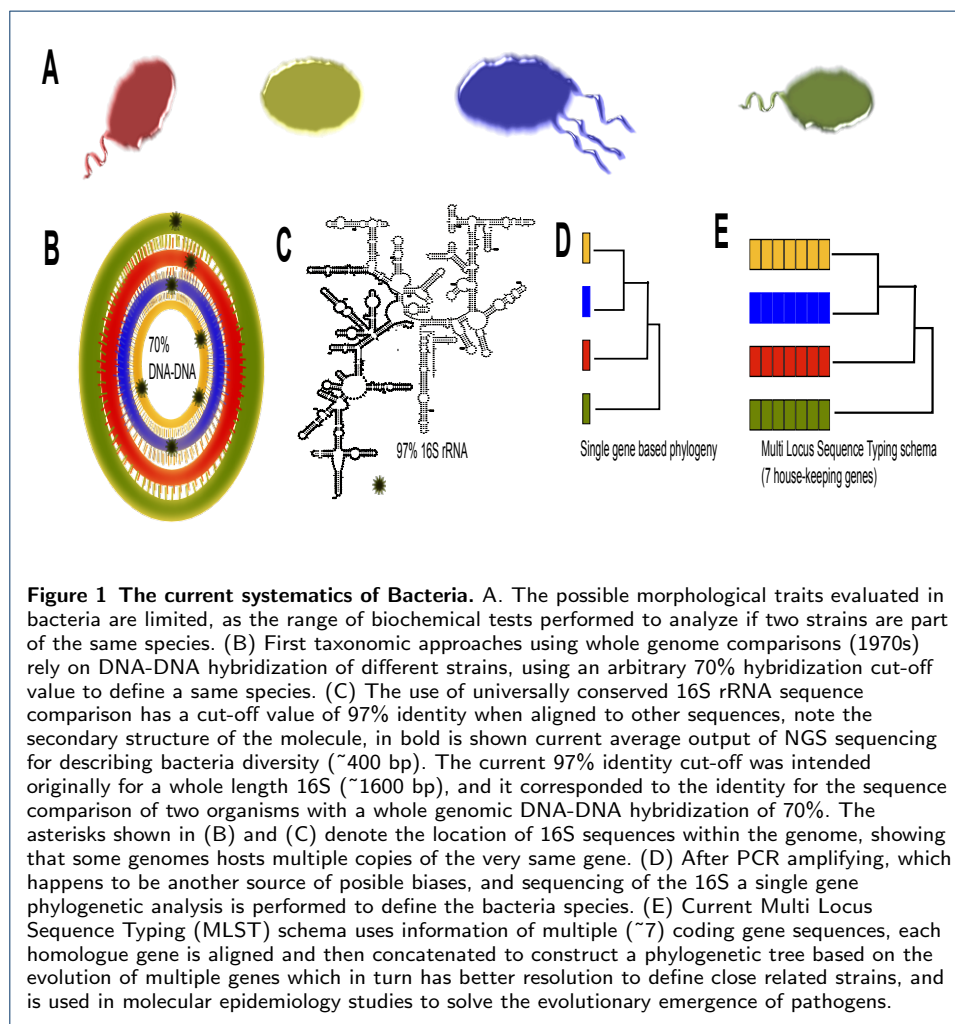 A
B
C
D
E
70%
DNA-DNA
97% 16S rRNA
Single gene based phylogeny
Multi Locus Sequence Typing schema
(7 house-keeping genes)
Figure 1 The current systematics of Bacteria. A. The possible morphological traits evaluated in
bacteria are limited, as the range of biochemical tests performed to analyze if two strains are part
of the same species. (B) First taxonomic approaches using whole genome comparisons (1970s)
rely on DNA-DNA hybridization of different strains, using an arbitrary 70% hybridization cut-off
value to define a same species. (C) The use of universally conserved 16S rRNA sequence
comparison has a cut-off value of 97% identity when aligned to other sequences, note the
secondary structure of the molecule, in bold is shown current average output of NGS sequencing
for describing bacteria diversity (˜400 bp). The current 97% identity cut-off was intended
originally for a whole length 16S (˜1600 bp), and it corresponded to the identity for the sequence
comparison of two organisms with a whole genomic DNA-DNA hybridization of 70%. The
asterisks shown in (B) and (C) denote the location of 16S sequences within the genome, showing
that some genomes hosts multiple copies of the very same gene. (D) After PCR amplifying, which
happens to be another source of posible biases, and sequencing of the 16S a single gene
phylogenetic analysis is performed to define the bacteria species. (E) Current Multi Locus
Sequence Typing (MLST) schema uses information of multiple (˜7) coding gene sequences, each
homologue gene is aligned and then concatenated to construct a phylogenetic tree based on the
evolution of multiple genes which in turn has better resolution to define close related strains, and
is used in molecular epidemiology studies to solve the evolutionary emergence of pathogens.